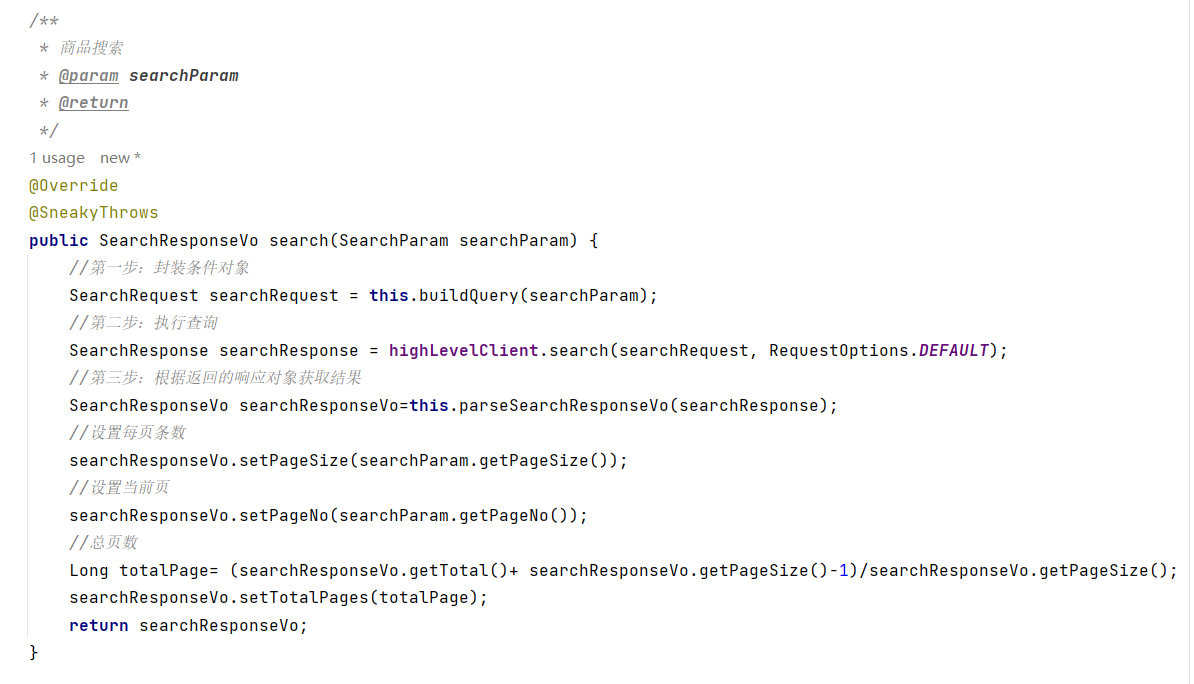 /**
 * 商品搜索
 * @param searchParam
 * @return
 */
1 usage new *
@Override
@SneakyThrows
public SearchResponseVo search(SearchParam searchParam) {
    //第一步：封装条件对象
    SearchRequest searchRequest = this.buildQuery(searchParam);
    //第二步：执行查询
    SearchResponse searchResponse = highLevelClient.search(searchRequest, RequestOptions.DEFAULT);
    //第三步：根据返回的响应对象获取结果
    SearchResponseVo searchResponseVo=this.parseSearchResponseVo(searchResponse);
    //设置每页条数
    searchResponseVo.setPageSize(searchParam.getPageSize());
    //设置当前页
    searchResponseVo.setPageNo(searchParam.getPageNo());
    //总页数
    Long totalPage= (searchResponseVo.getTotal()+ searchResponseVo.getPageSize()-1)/searchResponseVo.getPageSize();
    searchResponseVo.setTotalPages(totalPage);
    return searchResponseVo;
}